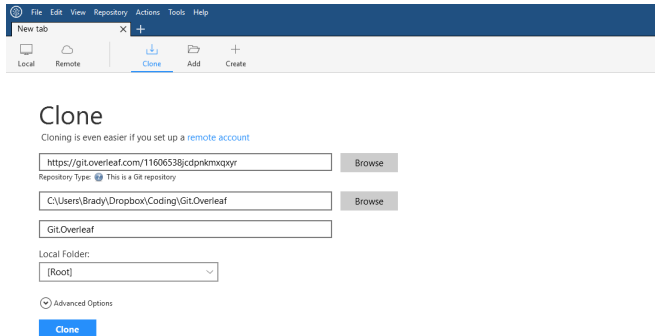 File Edit View Repository Actions Tools Help
New tab
Local Remote Clone Add Create
Clone
Cloning is even easier if you set up a remote account
https://git.overleaf.com/11606538jcdpnkmxqxyr Browse
Repository Type: This is a Git repository
C:\Users\Brady\Dropbox\Coding\Git.Overleaf Browse
Git.Overleaf
Local Folder:
[Root]
Advanced Options
Clone